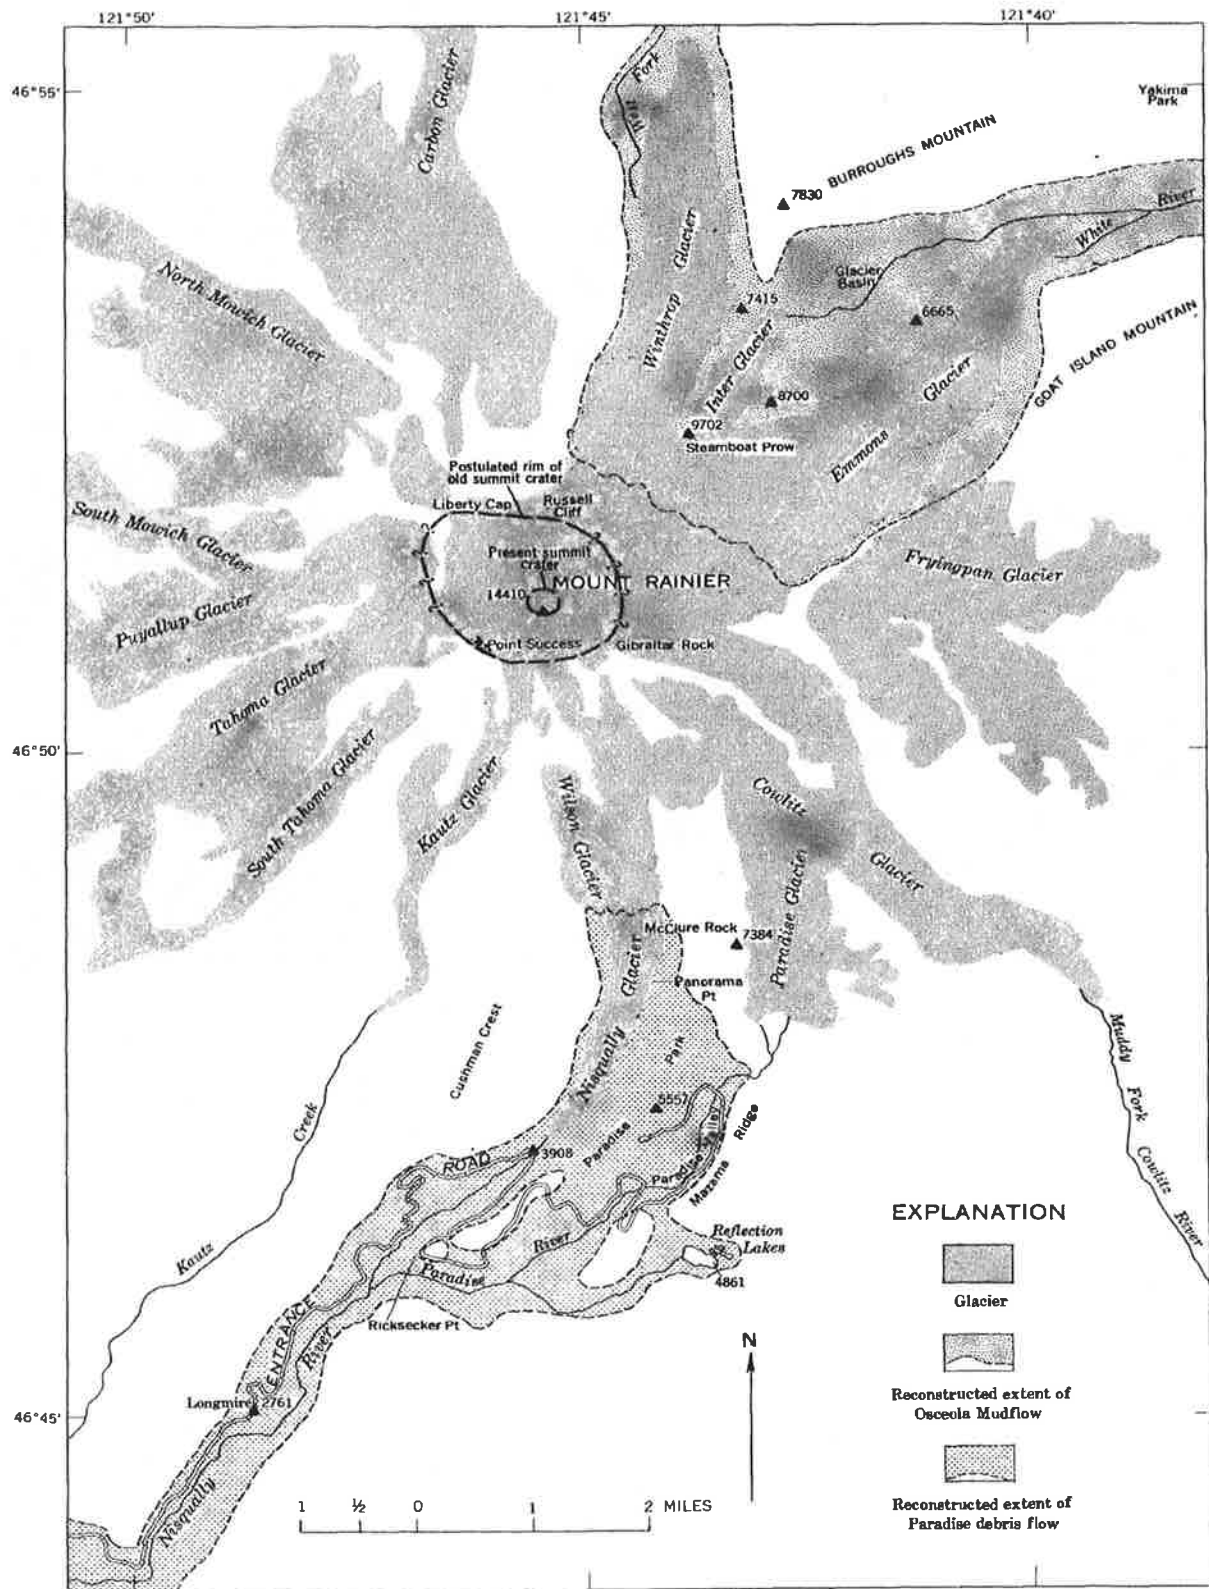 121°50'
121°45'
121°40'
46°55'
Carbon Glacier
West
Fork
Yakima
Park
BURROUGHS MOUNTAIN
7830
River
White
North Mowich Glacier
Winthrop Glacier
Glacier
Basin
7415
6665
Inter Glacier
GOAT ISLAND MOUNTAIN
8700
Emmons Glacier
9702
Steamboat Prow
Postulated rim of
old summit crater
Liberty Cap
Russell
Cliff
South Mowich Glacier
Present summit
crater
MOUNT RAINIER
14410
Fryingpan Glacier
Puyallup Glacier
Point Success
Gibraltar Rock
Tahoma Glacier
46°50'
South Tahoma Glacier
Kautz Glacier
Wilson Glacier
Cowlitz Glacier
Paradise Glacier
McClure Rock
7384
Panorama
Pt
Nisqually Glacier
Cushman Crest
Muddy Fork Cowlitz River
Park
5557
Paradise
Paradise Valley
Mazama Ridge
Kautz Creek
ROAD
3908
EXPLANATION
Reflection
Lakes
4861
Paradise River
Glacier
Ricksecker Pt
ENTRANCE
River
N
Reconstructed extent of
Osceola Mudflow
Longmire
2761
46°45'
Nisqually
1 ½ 0 1 2 MILES
Reconstructed extent of
Paradise debris flow